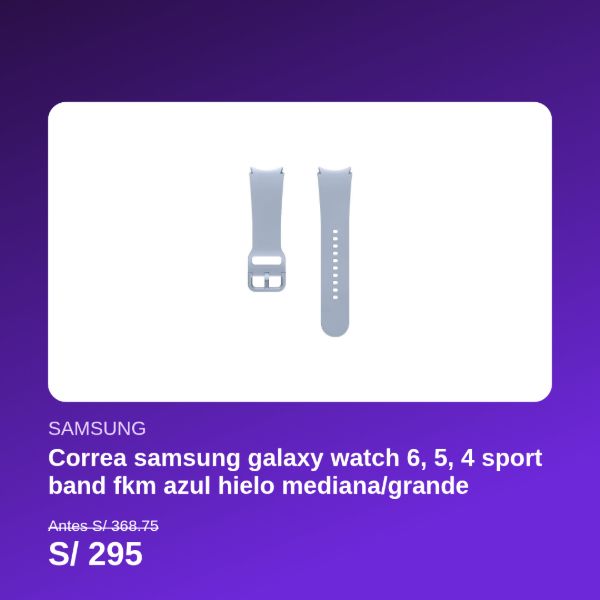 SAMSUNG
Correa samsung galaxy watch 6, 5, 4 sport
band fkm azul hielo mediana/grande
Antes S/ 368.75
S/ 295